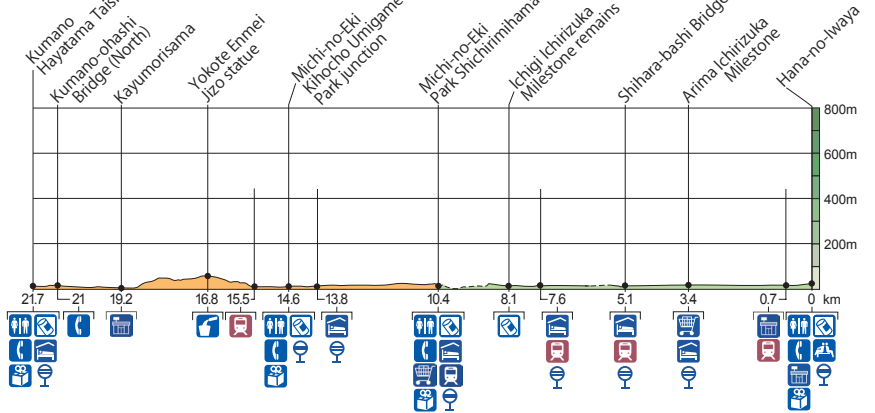 Kumano
Hayatama
Kumano-ohashi
Bridge (North)
Kayumorisama
Yokote Enmei
Jizo statue
Michi-no-Eki
Kihocho Umigame
Park Junction
Michi-no-Eki
Park Shichirimihama
Ichigi Ichirizuka
Milestone remains
Shihara-bashi Bridge
Arima Ichirizuka
Milestone
Hana-no-Iwaya
800m
600m
400m
200m
21.7 21 19.2 16.8 15.5 14.6 13.8 10.4 8.1 7.6 5.1 3.4 0.7 0 km